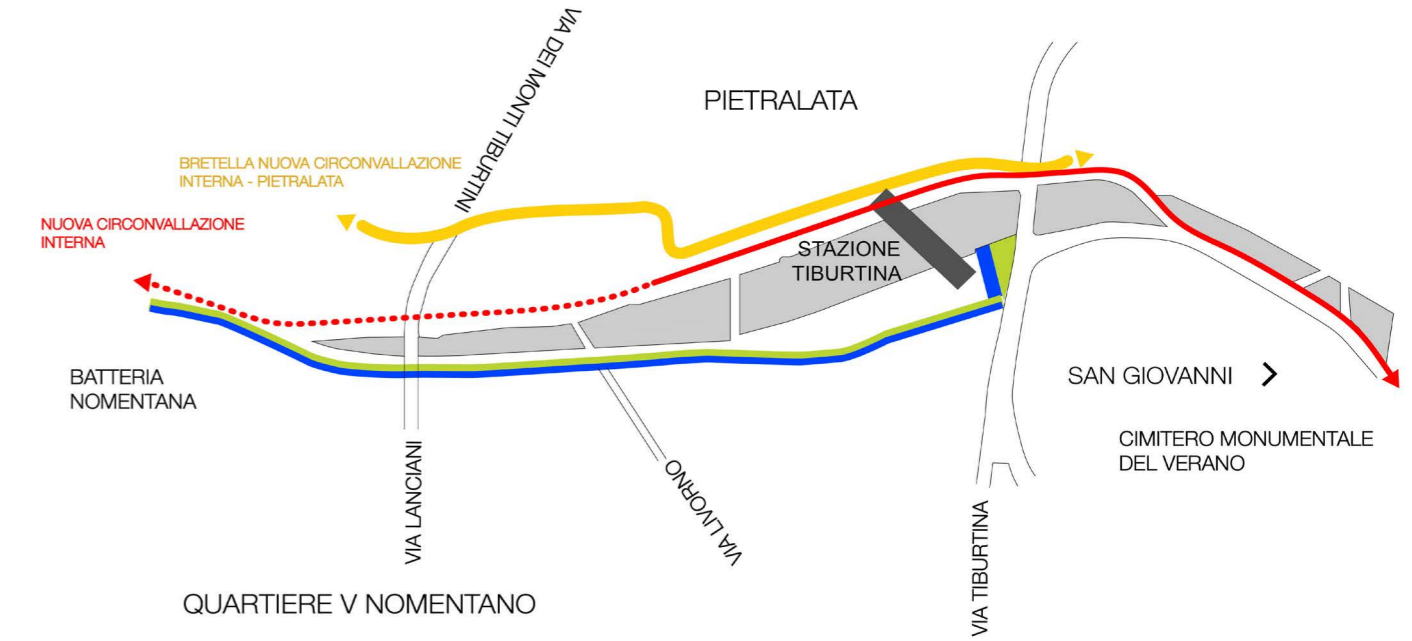 VIA DEI MONTI TIBURTINI
PIETRALATA
BRETELLA NUOVA CIRCONVALLAZIONE
INTERNA - PIETRALATA
NUOVA CIRCONVALLAZIONE
INTERNA
STAZIONE
TIBURTINA
BATTERIA
NOMENTANA
SAN GIOVANNI >
CIMITERO MONUMENTALE
DEL VERANO
VIA LANCIANI
VIA LIVORNO
VIA TIBURTINA
QUARTIERE V NOMENTANO